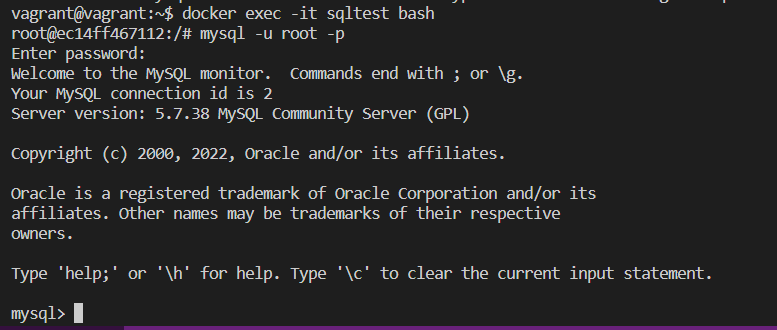 vagrant@vagrant:~$ docker exec -it sqltest bash
root@ec14ff467112:/# mysql -u root -p
Enter password:
Welcome to the MySQL monitor.  Commands end with ; or \g.
Your MySQL connection id is 2
Server version: 5.7.38 MySQL Community Server (GPL)
Copyright (c) 2000, 2022, Oracle and/or its affiliates.
Oracle is a registered trademark of Oracle Corporation and/or its
affiliates. Other names may be trademarks of their respective
owners.
Type 'help;' or '\h' for help. Type '\c' to clear the current input statement.
mysql>